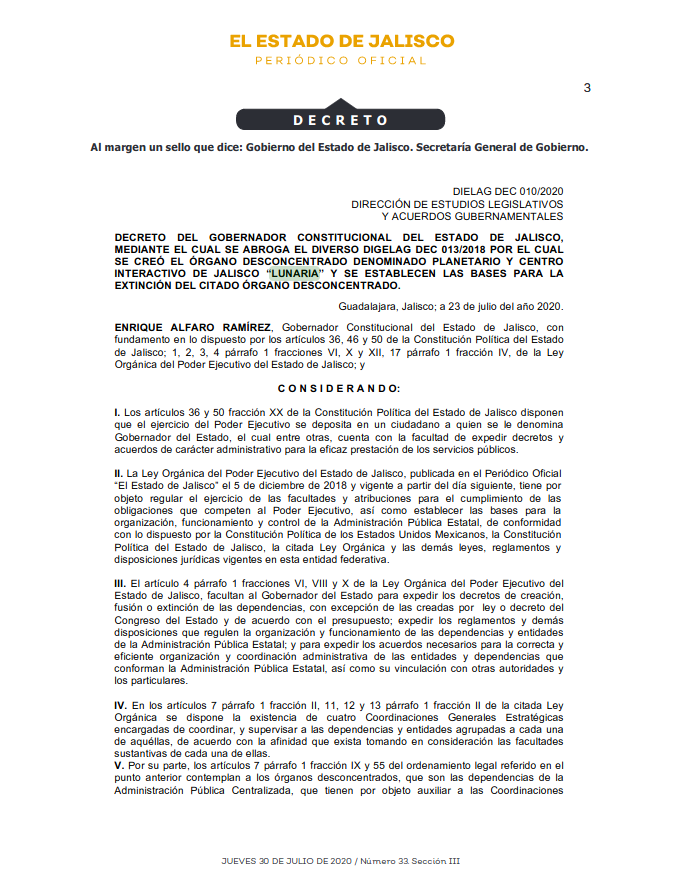 EL ESTADO DE JALISCO
PERIÓDICO OFICIAL
3
DECRETO
Al margen un sello que dice: Gobierno del Estado de Jalisco. Secretaría General de Gobierno.
DIELAG DEC 010/2020
DIRECCIÓN DE ESTUDIOS LEGISLATIVOS
Y ACUERDOS GUBERNAMENTALES
DECRETO DEL GOBERNADOR CONSTITUCIONAL DEL ESTADO DE JALISCO,
MEDIANTE EL CUAL SE ABROGA EL DIVERSO DIGELAG DEC 013/2018 POR EL CUAL
SE CREÓ EL ÓRGANO DESCONCENTRADO DENOMINADO PLANETARIO Y CENTRO
INTERACTIVO DE JALISCO “LUNARIA” Y SE ESTABLECEN LAS BASES PARA LA
EXTINCIÓN DEL CITADO ÓRGANO DESCONCENTRADO.
Guadalajara, Jalisco; a 23 de julio del año 2020.
ENRIQUE ALFARO RAMÍREZ, Gobernador Constitucional del Estado de Jalisco, con
fundamento en lo dispuesto por los artículos 36, 46 y 50 de la Constitución Política del Estado
de Jalisco; 1, 2, 3, 4 párrafo 1 fracciones VI, X y XII, 17 párrafo 1 fracción IV, de la Ley
Orgánica del Poder Ejecutivo del Estado de Jalisco; y
C O N S I D E R A N D O:
I. Los artículos 36 y 50 fracción XX de la Constitución Política del Estado de Jalisco disponen
que el ejercicio del Poder Ejecutivo se deposita en un ciudadano a quien se le denomina
Gobernador del Estado, el cual entre otras, cuenta con la facultad de expedir decretos y
acuerdos de carácter administrativo para la eficaz prestación de los servicios públicos.
II. La Ley Orgánica del Poder Ejecutivo del Estado de Jalisco, publicada en el Periódico Oficial
“El Estado de Jalisco” el 5 de diciembre de 2018 y vigente a partir del día siguiente, tiene por
objeto regular el ejercicio de las facultades y atribuciones para el cumplimiento de las
obligaciones que competen al Poder Ejecutivo, así como establecer las bases para la
organización, funcionamiento y control de la Administración Pública Estatal, de conformidad
con lo dispuesto por la Constitución Política de los Estados Unidos Mexicanos, la Constitución
Política del Estado de Jalisco, la citada Ley Orgánica y las demás leyes, reglamentos y
disposiciones jurídicas vigentes en esta entidad federativa.
III. El artículo 4 párrafo 1 fracciones VI, VIII y X de la Ley Orgánica del Poder Ejecutivo del
Estado de Jalisco, facultan al Gobernador del Estado para expedir los decretos de creación,
fusión o extinción de las dependencias, con excepción de las creadas por ley o decreto del
Congreso del Estado y de acuerdo con el presupuesto; expedir los reglamentos y demás
disposiciones que regulen la organización y funcionamiento de las dependencias y entidades
de la Administración Pública Estatal; y para expedir los acuerdos necesarios para la correcta y
eficiente organización y coordinación administrativa de las entidades y dependencias que
conforman la Administración Pública Estatal, así como su vinculación con otras autoridades y
los particulares.
IV. En los artículos 7 párrafo 1 fracción II, 11, 12 y 13 párrafo 1 fracción II de la citada Ley
Orgánica se dispone la existencia de cuatro Coordinaciones Generales Estratégicas
encargadas de coordinar, y supervisar a las dependencias y entidades agrupadas a cada una
de aquéllas, de acuerdo con la afinidad que exista tomando en consideración las facultades
sustantivas de cada una de ellas.
V. Por su parte, los artículos 7 párrafo 1 fracción IX y 55 del ordenamiento legal referido en el
punto anterior contemplan a los órganos desconcentrados, que son las dependencias de la
Administración Pública Centralizada, que tienen por objeto auxiliar a las Coordinaciones
JUEVES 30 DE JULIO DE 2020 / Número 33. Sección III